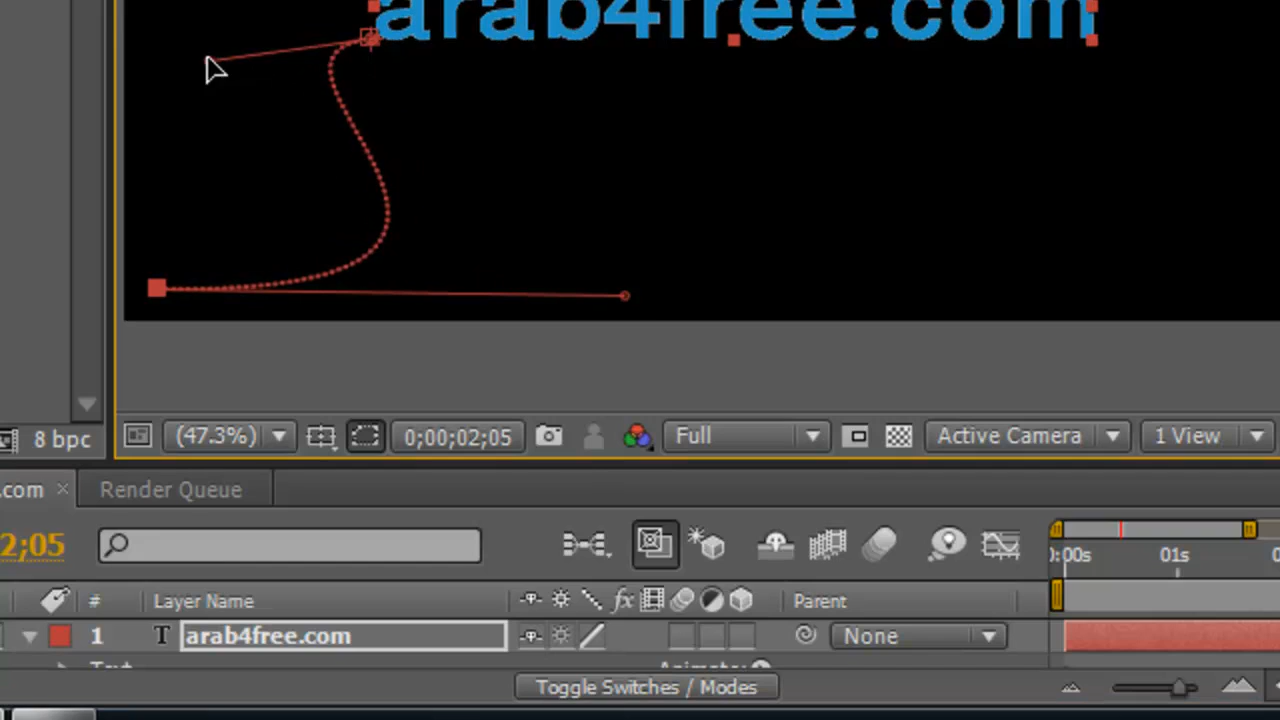 arab4free.com
8 bpc
(47.3%)
0;00;02;05
Full
Active Camera
1 View
.com
Render Queue
2;05
0:00s
01s
#
Layer Name
fx
Parent
1
T
arab4free.com
None
Toggle Switches / Modes